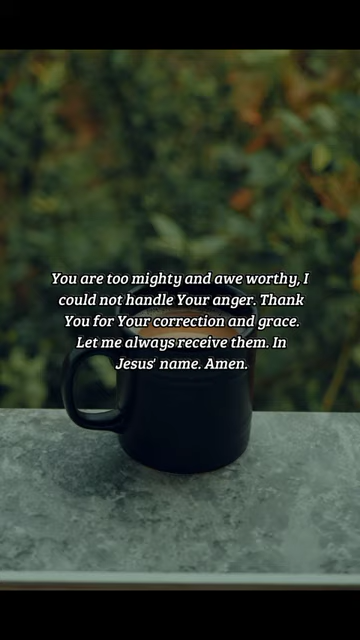 You are too mighty and awe worthy, I
could not handle Your anger. Thank
You for Your correction and grace.
Let me always receive them. In
Jesus' name. Amen.